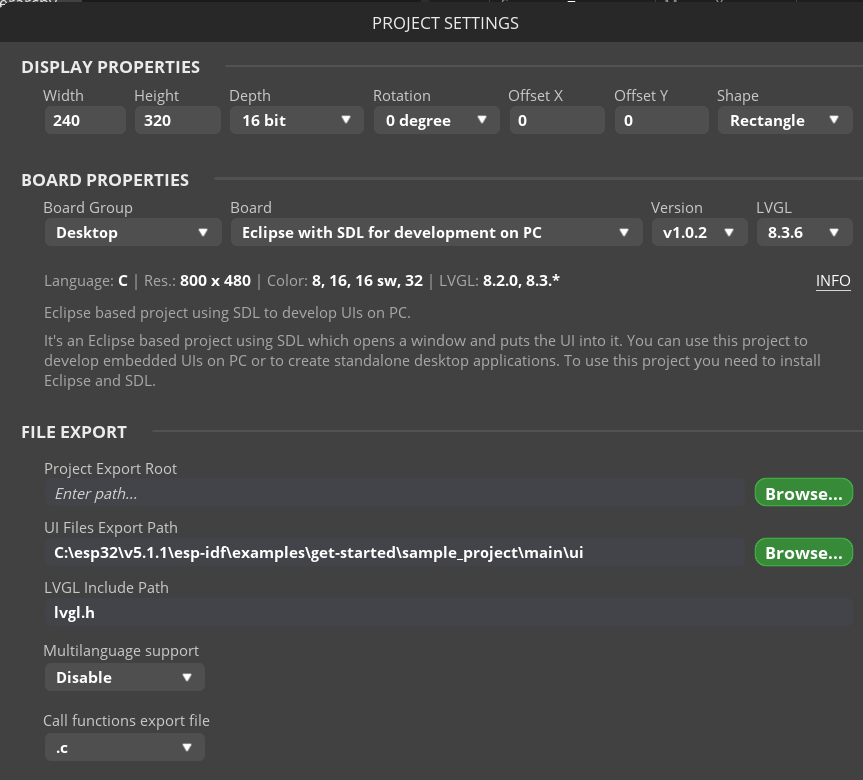 PROJECT SETTINGS
DISPLAY PROPERTIES
Width Height Depth Rotation Offset X Offset Y Shape
240 320 16 bit 0 degree 0 0 Rectangle
BOARD PROPERTIES
Board Group Board Version LVGL
Desktop Eclipse with SDL for development on PC v1.0.2 8.3.6
Language: C | Res.: 800 x 480 | Color: 8, 16, 16 sw, 32 | LVGL: 8.2.0, 8.3.* INFO
Eclipse based project using SDL to develop UIs on PC.
It's an Eclipse based project using SDL which opens a window and puts the UI into it. You can use this project to
develop embedded UIs on PC or to create standalone desktop applications. To use this project you need to install
Eclipse and SDL.
FILE EXPORT
Project Export Root
Enter path... Browse...
UI Files Export Path
C:\esp32\v5.1.1\esp-idf\examples\get-started\sample_project\main\ui Browse...
LVGL Include Path
lvgl.h
Multilanguage support
Disable
Call functions export file
.c